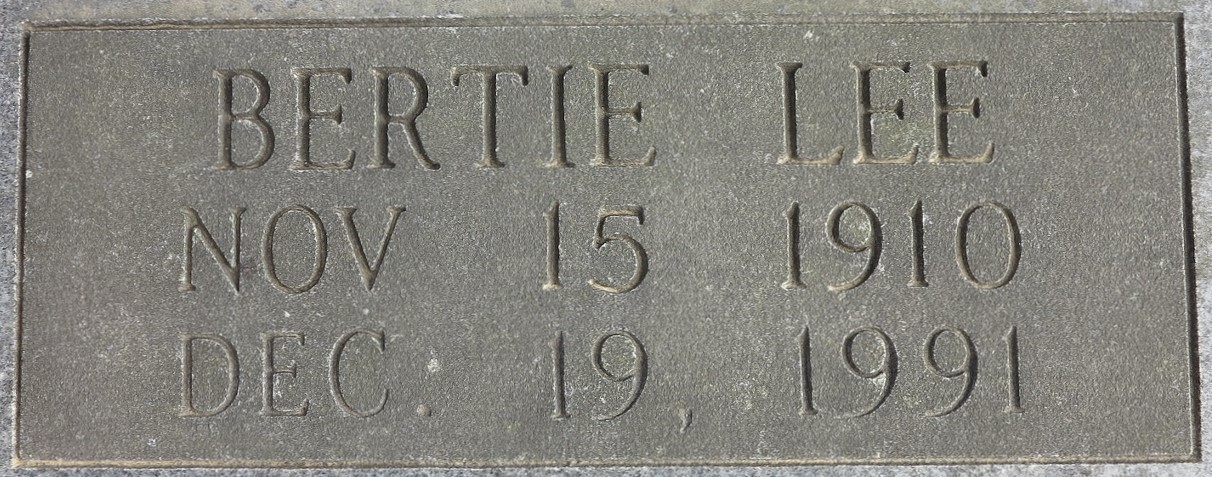 BERTIE LEE
NOV 15 1910
DEC. 19, 1991